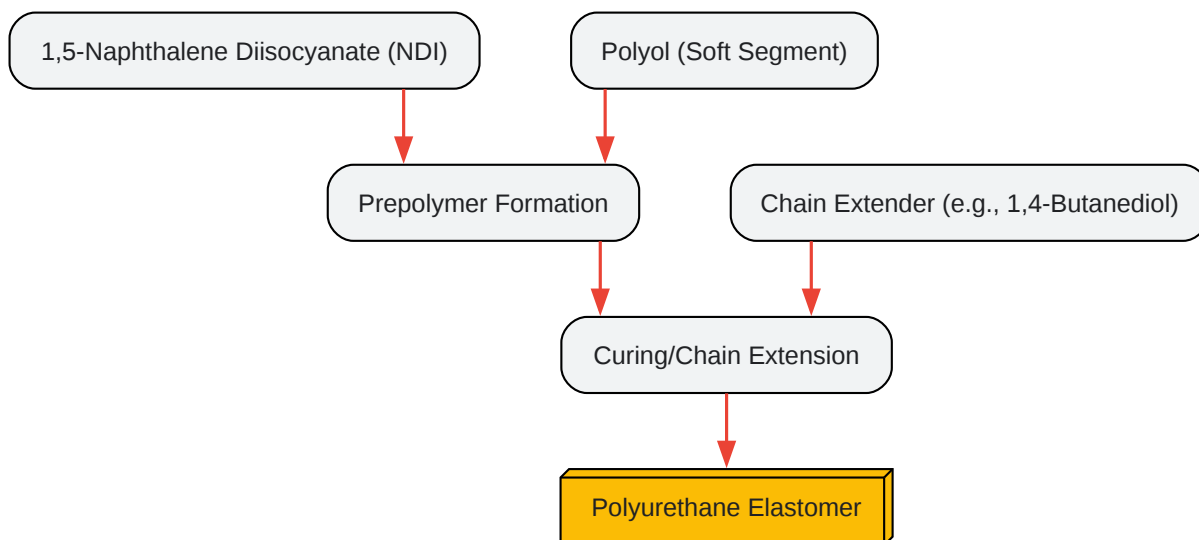 1,5-Naphthalene Diisocyanate (NDI)
Polyol (Soft Segment)
Prepolymer Formation
Chain Extender (e.g., 1,4-Butanediol)
Curing/Chain Extension
Polyurethane Elastomer